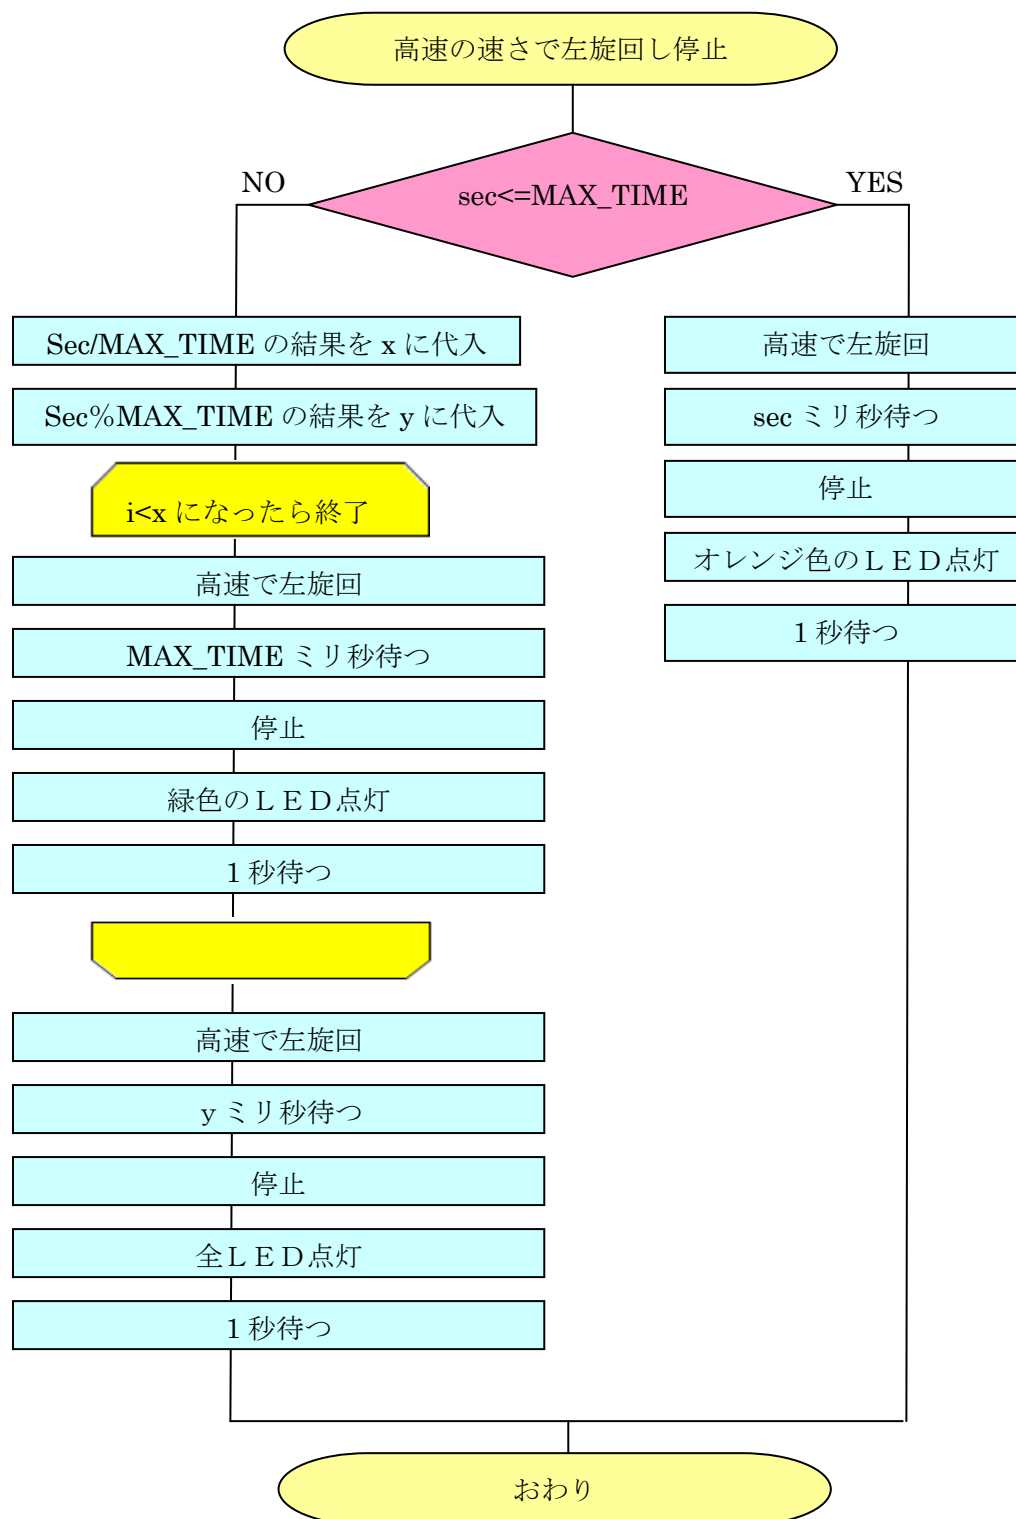 高速の速さで左旋回し停止
sec<=MAX_TIME
NO
YES
Sec/MAX_TIME の結果を x に代入
Sec%MAX_TIME の結果を y に代入
i<x になったら終了
高速で左旋回
MAX_TIME ミリ秒待つ
停止
緑色のＬＥＤ点灯
1 秒待つ
高速で左旋回
y ミリ秒待つ
停止
全ＬＥＤ点灯
1 秒待つ
高速で左旋回
sec ミリ秒待つ
停止
オレンジ色のＬＥＤ点灯
1 秒待つ
おわり